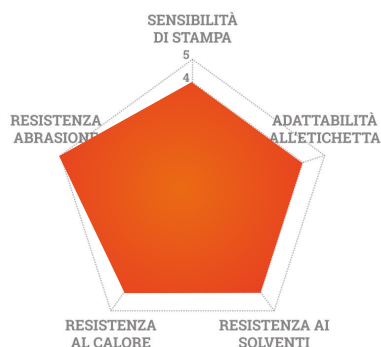 SENSIBILITÀ
DI STAMPA
5
4
RESISTENZA
ABRASIONE
ADATTABILITÀ
ALL'ETICHETTA
RESISTENZA
AL CALORE
RESISTENZA AI
SOLVENTI